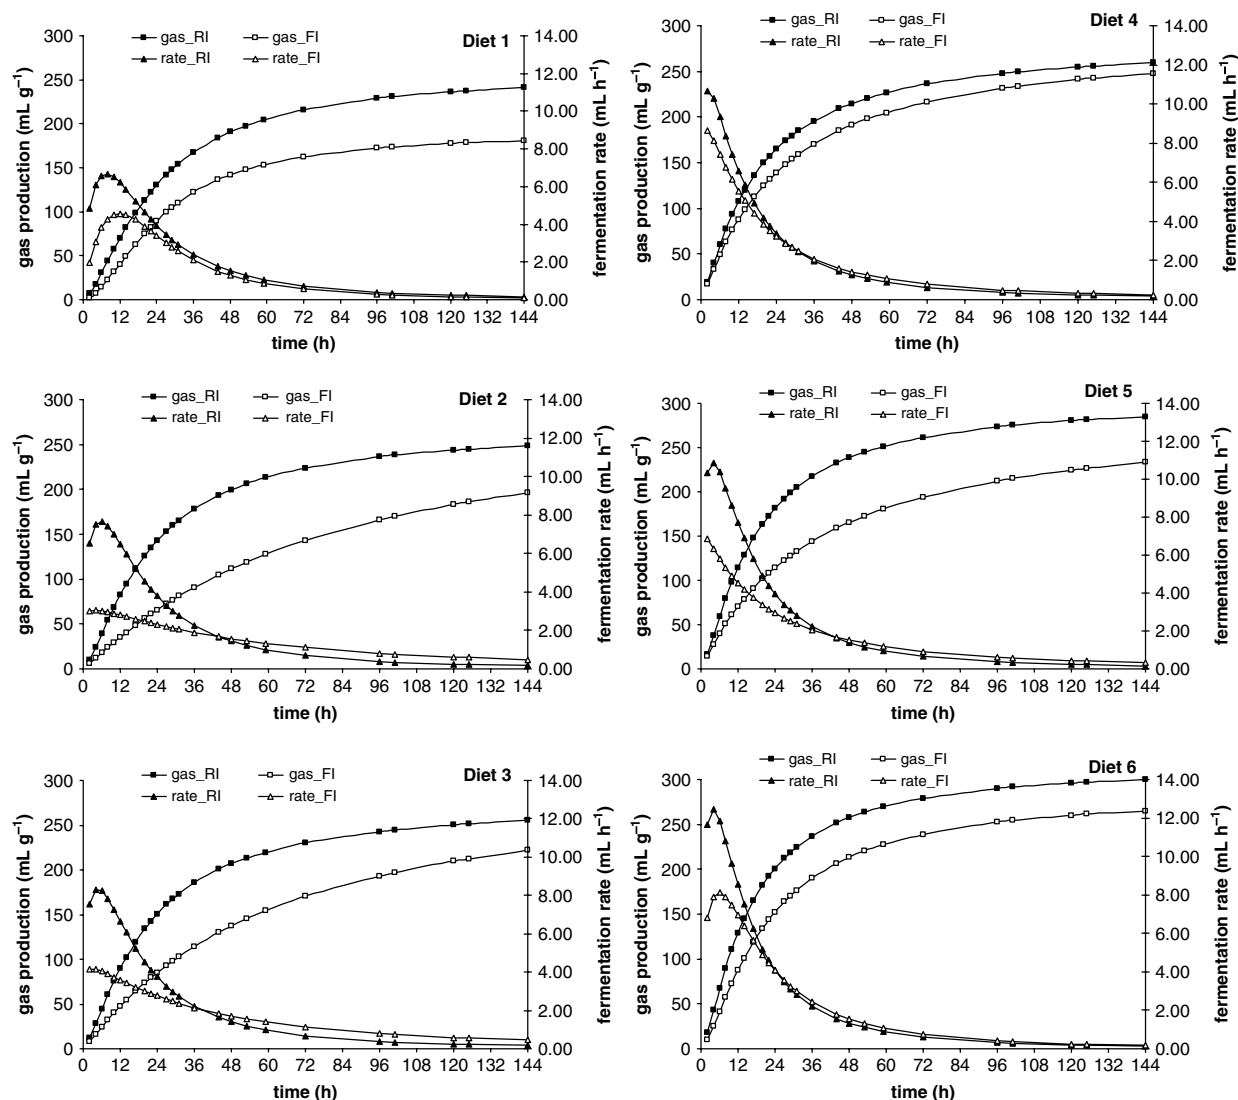 gas_RI gas_FI Diet 1
rate_RI rate_FI
gas production (mL g⁻¹)
300
250
200
150
100
50
0
14.00
12.00
10.00
8.00
6.00
4.00
2.00
0.00
fermentation rate (mL h⁻¹)
0 12 24 36 48 60 72 84 96 108 120 132 144
time (h)
gas_RI gas_FI Diet 4
rate_RI rate_FI
gas production (mL g⁻¹)
300
250
200
150
100
50
0
14.00
12.00
10.00
8.00
6.00
4.00
2.00
0.00
fermentation rate (mL h⁻¹)
0 12 24 36 48 60 72 84 96 108 120 132 144
time (h)
gas_RI gas_FI Diet 2
rate_RI rate_FI
gas production (mL g⁻¹)
300
250
200
150
100
50
0
14.00
12.00
10.00
8.00
6.00
4.00
2.00
0.00
fermentation rate (mL h⁻¹)
0 12 24 36 48 60 72 84 96 108 120 132 144
time (h)
gas_RI gas_FI Diet 5
rate_RI rate_FI
gas production (mL g⁻¹)
300
250
200
150
100
50
0
14.00
12.00
10.00
8.00
6.00
4.00
2.00
0.00
fermentation rate (mL h⁻¹)
0 12 24 36 48 60 72 84 96 108 120 132 144
time (h)
gas_RI gas_FI Diet 3
rate_RI rate_FI
gas production (mL g⁻¹)
300
250
200
150
100
50
0
14.00
12.00
10.00
8.00
6.00
4.00
2.00
0.00
fermentation rate (mL h⁻¹)
0 12 24 36 48 60 72 84 96 108 120 132 144
time (h)
gas_RI gas_FI Diet 6
rate_RI rate_FI
gas production (mL g⁻¹)
300
250
200
150
100
50
0
14.00
12.00
10.00
8.00
6.00
4.00
2.00
0.00
fermentation rate (mL h⁻¹)
0 12 24 36 48 60 72 84 96 108 120 132 144
time (h)